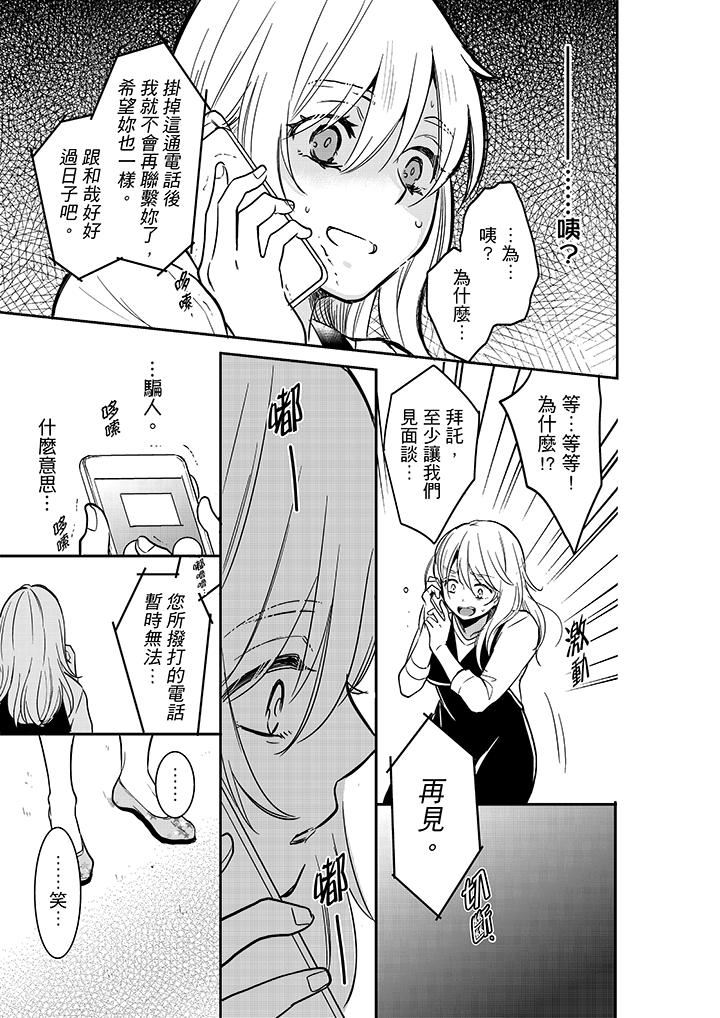 ………………咦？
…為…
咦？
為什麼…
掛掉這通電話後
我就不會再聯繫妳了，
希望妳也一樣。
跟和哉好好
過日子吧。
哆嗦
等…等等！
為什麼!?
拜託，
至少讓我們
見面談…
激動
再見。
切斷
嘟——
嘟——
…騙人。
哆嗦
什麼意思…
哆嗦
嘟嘟嘟
您所撥打的電話
暫時無法…
……
……笑…